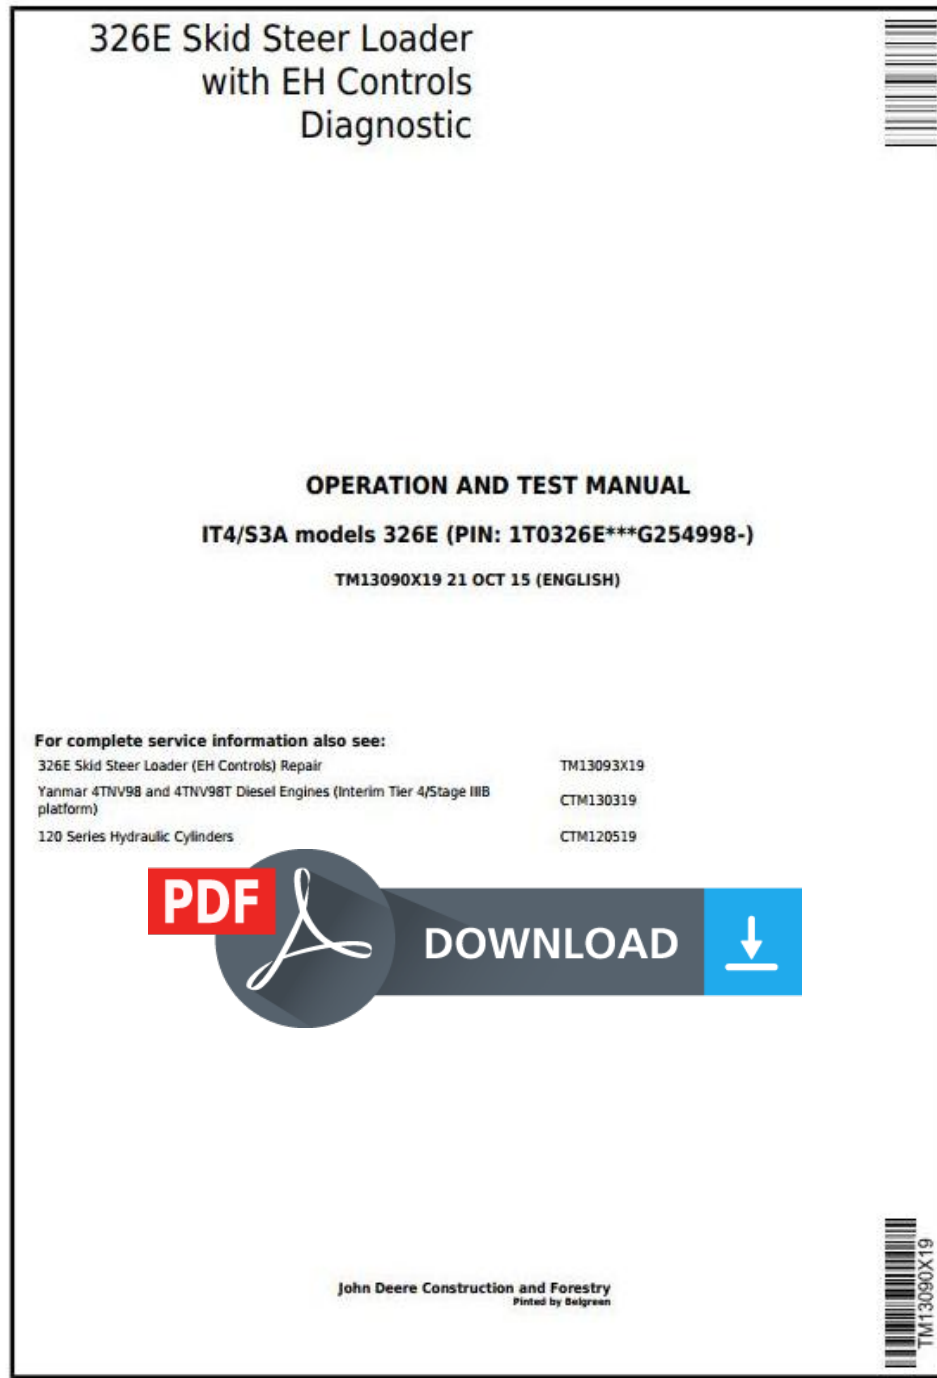 326E Skid Steer Loader
with EH Controls
Diagnostic
OPERATION AND TEST MANUAL
IT4/S3A models 326E (PIN: 1T0326E***G254998-)
TM13090X19 21 OCT 15 (ENGLISH)
For complete service information also see:
326E Skid Steer Loader (EH Controls) Repair TM13093X19
Yanmar 4TNV98 and 4TNV98T Diesel Engines (Interim Tier 4/Stage IIIB
platform) CTM130319
120 Series Hydraulic Cylinders CTM120519
PDF
DOWNLOAD
John Deere Construction and Forestry
Pinted by Belgreen
TM13090X19